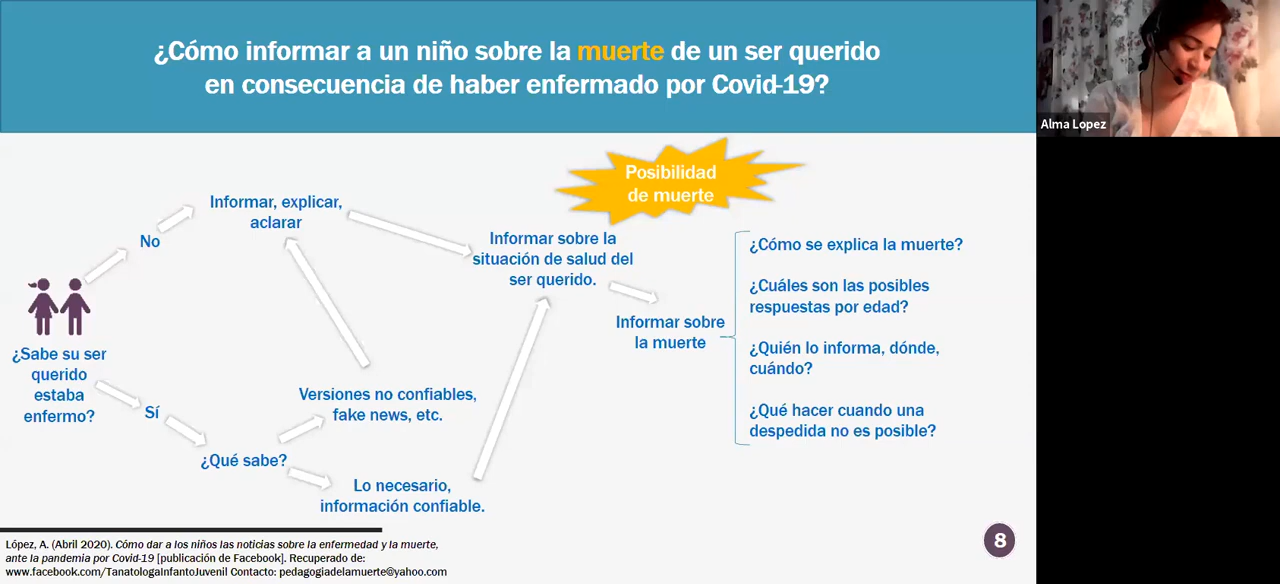 ¿Cómo informar a un niño sobre la muerte de un ser querido
en consecuencia de haber enfermado por Covid-19?
Alma Lopez
Posibilidad
de muerte
Informar, explicar,
aclarar
No
Informar sobre la
situación de salud del
ser querido.
¿Sabe su ser
querido
estaba
enfermo?
Sí
¿Qué sabe?
Versiones no confiables,
fake news, etc.
Lo necesario,
información confiable.
Informar sobre
la muerte
¿Cómo se explica la muerte?
¿Cuáles son las posibles
respuestas por edad?
¿Quién lo informa, dónde,
cuándo?
¿Qué hacer cuando una
despedida no es posible?
López, A. (Abril 2020). Cómo dar a los niños las noticias sobre la enfermedad y la muerte,
ante la pandemia por Covid-19 [publicación de Facebook]. Recuperado de:
www.facebook.com/TanatologaInfantoJuvenil Contacto: pedagogiadelamuerte@yahoo.com
8